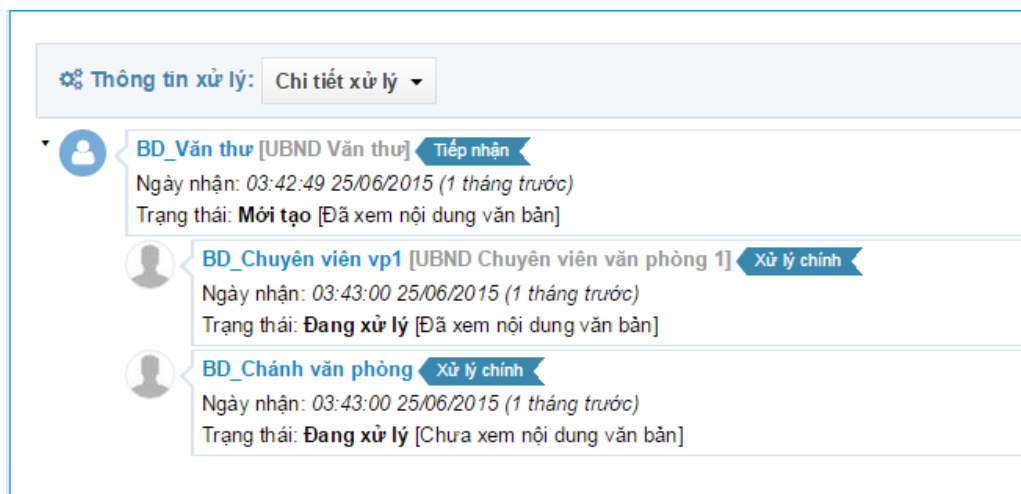 Thông tin xử lý: Chi tiết xử lý
BD_Văn thư [UBND Văn thư] Tiếp nhận
Ngày nhận: 03:42:49 25/06/2015 (1 tháng trước)
Trạng thái: Mới tạo [Đã xem nội dung văn bản]
BD_Chuyên viên vp1 [UBND Chuyên viên văn phòng 1] Xử lý chính
Ngày nhận: 03:43:00 25/06/2015 (1 tháng trước)
Trạng thái: Đang xử lý [Đã xem nội dung văn bản]
BD_Chánh văn phòng Xử lý chính
Ngày nhận: 03:43:00 25/06/2015 (1 tháng trước)
Trạng thái: Đang xử lý [Chưa xem nội dung văn bản]